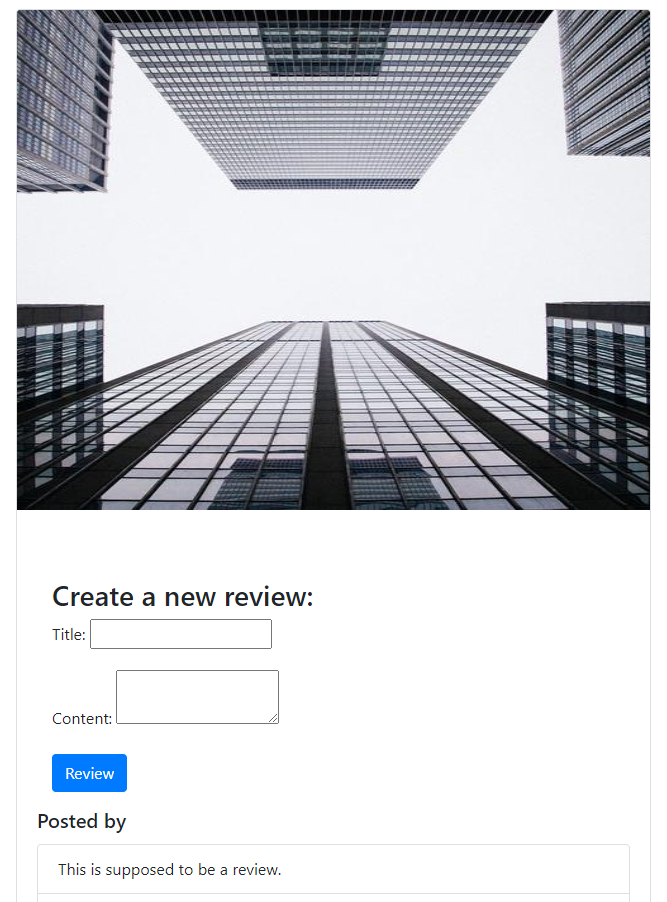 Create a new review:
Title:
Content:
Review
Posted by
This is supposed to be a review.